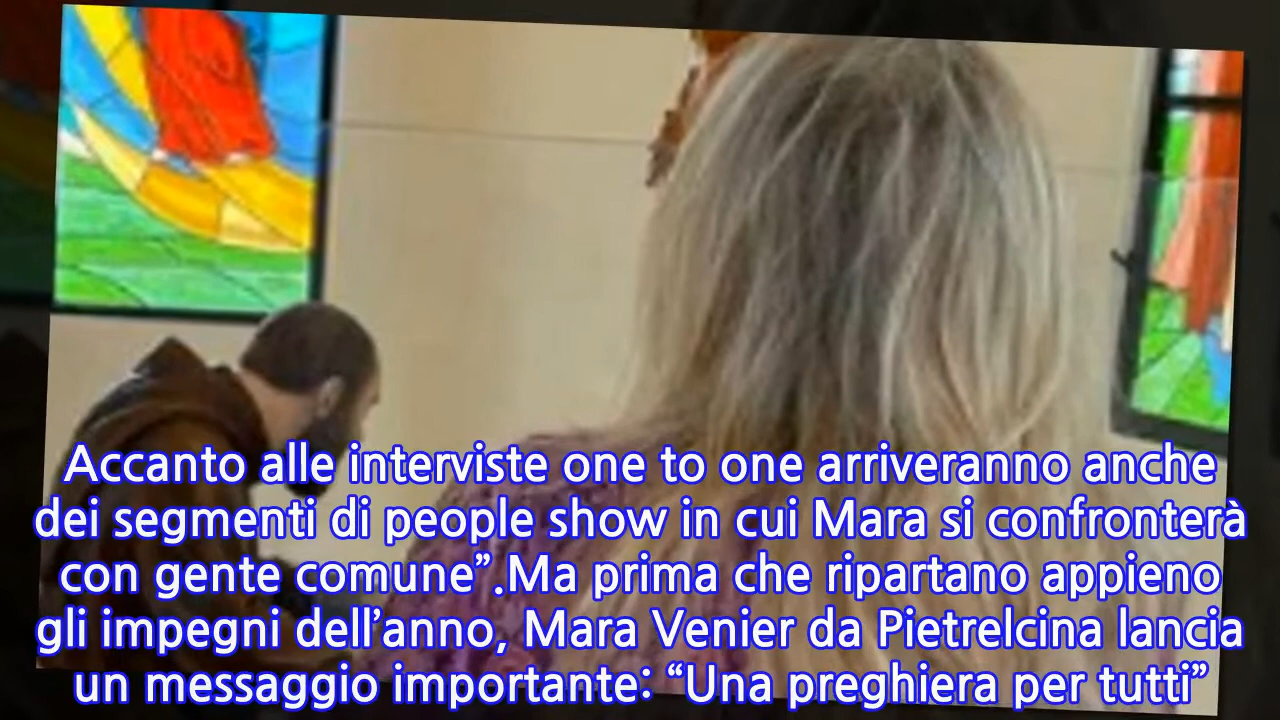 Accanto alle interviste one to one arriveranno anche
dei segmenti di people show in cui Mara si confronterà
con gente comune”.Ma prima che ripartano appieno
gli impegni dell’anno, Mara Venier da Pietrelcina lancia
un messaggio importante: “Una preghiera per tutti”